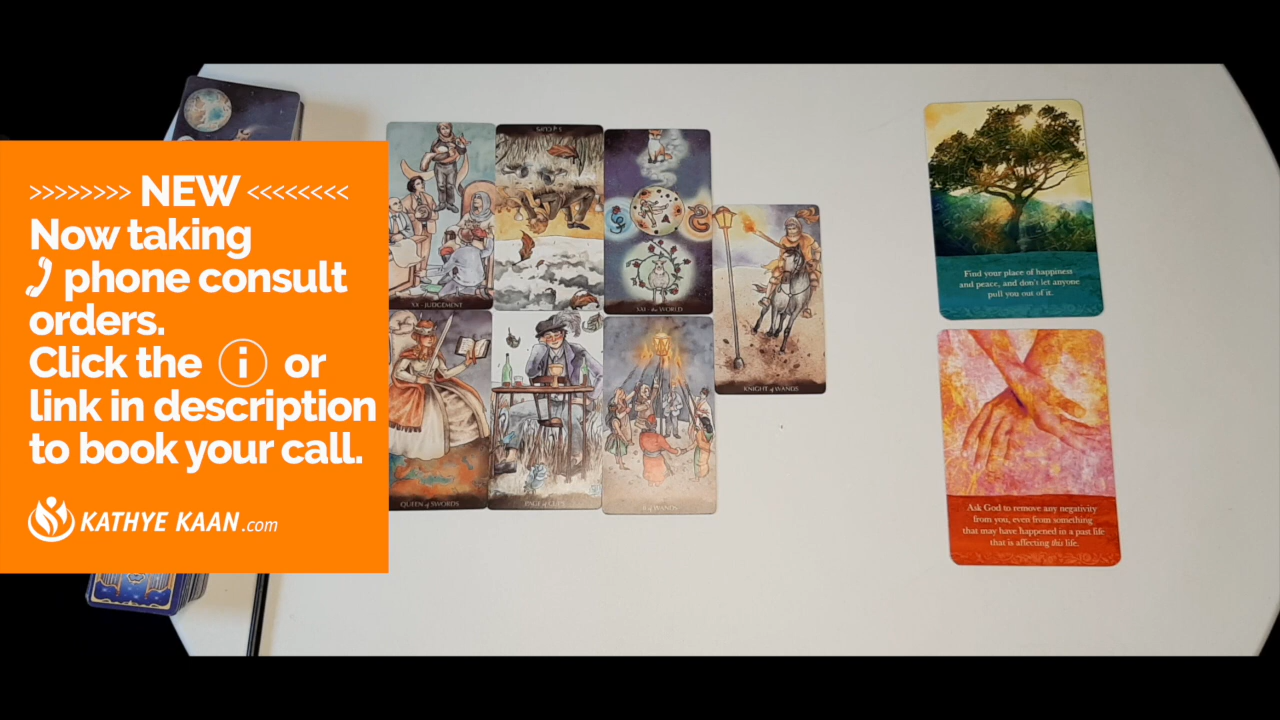 >>>>>>>> NEW <<<<<<<<
Now taking
phone consult
orders.
Click the i or
link in description
to book your call.
KATHYE KAAN.com
XX - JUDGEMENT
XXI - the WORLD
KNIGHT of WANDS
QUEEN of SWORDS
PAGE of CUPS
of WANDS
Find your place of happiness
and peace, and don't let anyone
pull you out of it.
Ask God to remove any negativity
from you, even from something
that may have happened in a past life
that is affecting this life.